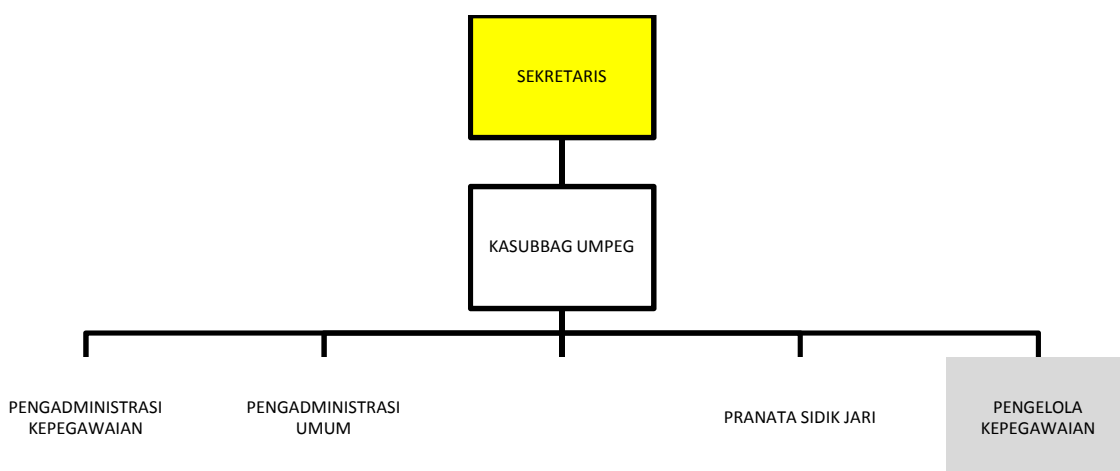 SEKRETARIS
KASUBBAG UMPEG
PENGADMINISTRASI
KEPEGAWAIAN
PENGADMINISTRASI
UMUM
PRANATA SIDIK JARI
PENGELOLA
KEPEGAWAIAN